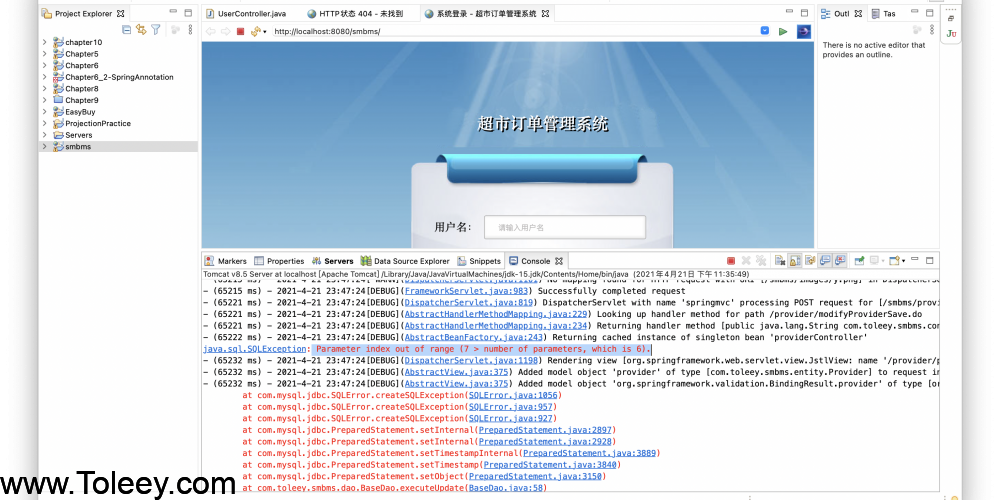 Project Explorer
UserController.java
HTTP状态 404 - 未找到
系统登录 - 超市订单管理系统
Outl
Tas
http://localhost:8080/smbms/
There is no active editor that
provides an outline.
chapter10
Chapter5
Chapter6
Chapter6_2-SpringAnnotation
Chapter8
Chapter9
EasyBuy
ProjectionPractice
Servers
smbms
超市订单管理系统
用户名：
请输入用户名
Markers
Properties
Servers
Data Source Explorer
Snippets
Console
Tomcat v8.5 Server at localhost [Apache Tomcat] /Library/Java/JavaVirtualMachines/jdk-15.jdk/Contents/Home/bin/java (2021年4月21日 下午11:35:49)
- (65215 ms) - 2021-4-21 23:47:24[DEBUG](FrameworkServlet.java:983) Successfully completed request
- (65221 ms) - 2021-4-21 23:47:24[DEBUG](DispatcherServlet.java:819) DispatcherServlet with name 'springmvc' processing POST request for [/smbms/provi
- (65221 ms) - 2021-4-21 23:47:24[DEBUG](AbstractHandlerMethodMapping.java:229) Looking up handler method for path /provider/modifyProviderSave.do
- (65221 ms) - 2021-4-21 23:47:24[DEBUG](AbstractHandlerMethodMapping.java:234) Returning handler method [public java.lang.String com.toleey.smbms.con
- (65222 ms) - 2021-4-21 23:47:24[DEBUG](AbstractBeanFactory.java:243) Returning cached instance of singleton bean 'providerController'
java.sql.SQLException: Parameter index out of range (7 > number of parameters, which is 6).
- (65232 ms) - 2021-4-21 23:47:24[DEBUG](DispatcherServlet.java:1198) Rendering view [org.springframework.web.servlet.view.JstlView: name '/provider/p
- (65232 ms) - 2021-4-21 23:47:24[DEBUG](AbstractView.java:375) Added model object 'provider' of type [com.toleey.smbms.entity.Provider] to request in
- (65232 ms) - 2021-4-21 23:47:24[DEBUG](AbstractView.java:375) Added model object 'org.springframework.validation.BindingResult.provider' of type [or
at com.mysql.jdbc.SQLError.createSQLException(SQLError.java:1056)
at com.mysql.jdbc.SQLError.createSQLException(SQLError.java:957)
at com.mysql.jdbc.SQLError.createSQLException(SQLError.java:927)
at com.mysql.jdbc.PreparedStatement.setInternal(PreparedStatement.java:2897)
at com.mysql.jdbc.PreparedStatement.setInternal(PreparedStatement.java:2928)
at com.mysql.jdbc.PreparedStatement.setTimestampInternal(PreparedStatement.java:3889)
at com.mysql.jdbc.PreparedStatement.setTimestamp(PreparedStatement.java:3840)
at com.mysql.jdbc.PreparedStatement.setObject(PreparedStatement.java:3150)
at com.toleey.smbms.dao.BaseDao.executeUpdate(BaseDao.java:58)
www.Toleey.com